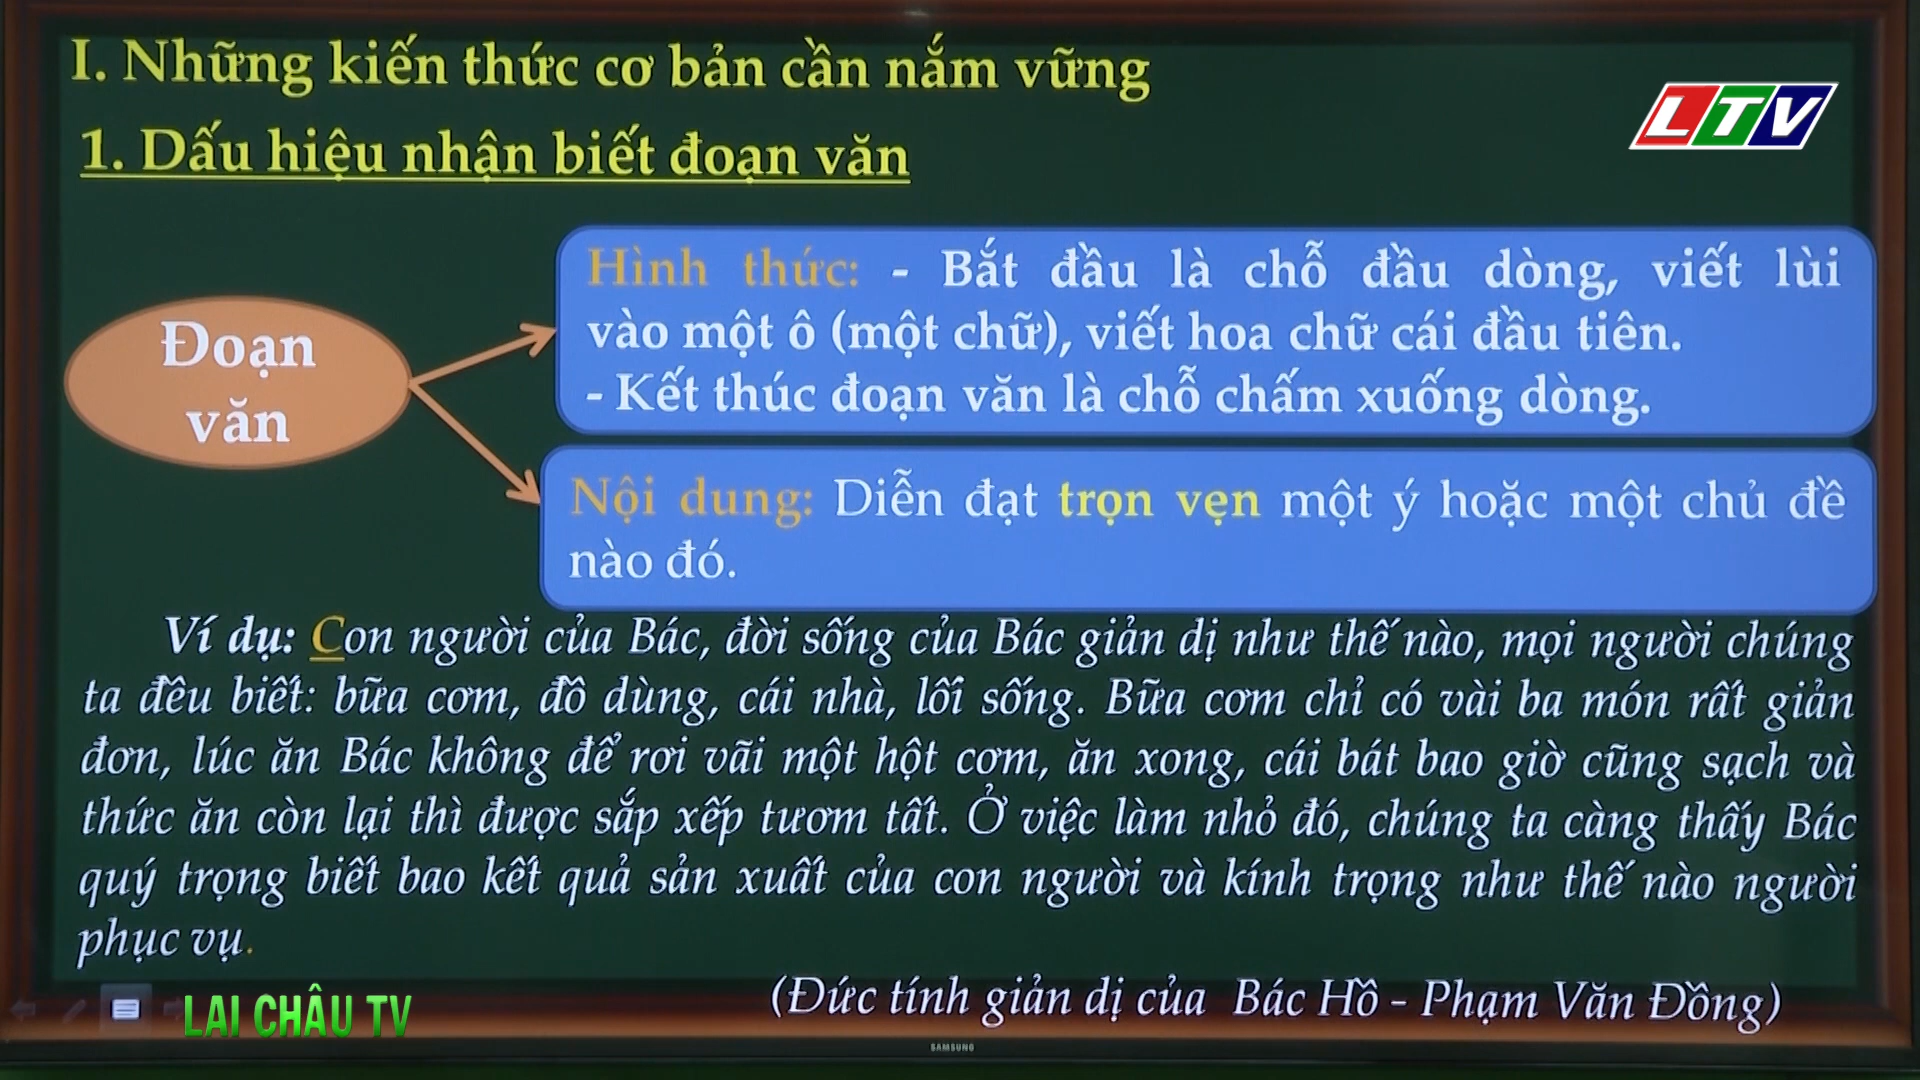 I. Những kiến thức cơ bản cần nắm vững
LTV
1. Dấu hiệu nhận biết đoạn văn
Đoạn
văn
Hình thức: - Bắt đầu là chỗ đầu dòng, viết lùi
vào một ô (một chữ), viết hoa chữ cái đầu tiên.
- Kết thúc đoạn văn là chỗ chấm xuống dòng.
Nội dung: Diễn đạt trọn vẹn một ý hoặc một chủ đề
nào đó.
Ví dụ: Con người của Bác, đời sống của Bác giản dị như thế nào, mọi người chúng
ta đều biết: bữa cơm, đồ dùng, cái nhà, lối sống. Bữa cơm chỉ có vài ba món rất giản
đơn, lúc ăn Bác không để rơi vãi một hột cơm, ăn xong, cái bát bao giờ cũng sạch và
thức ăn còn lại thì được sắp xếp tươm tất. Ở việc làm nhỏ đó, chúng ta càng thấy Bác
quý trọng biết bao kết quả sản xuất của con người và kính trọng như thế nào người
phục vụ.
(Đức tính giản dị của Bác Hồ - Phạm Văn Đồng)
LAI CHÂU TV
SAMSUNG